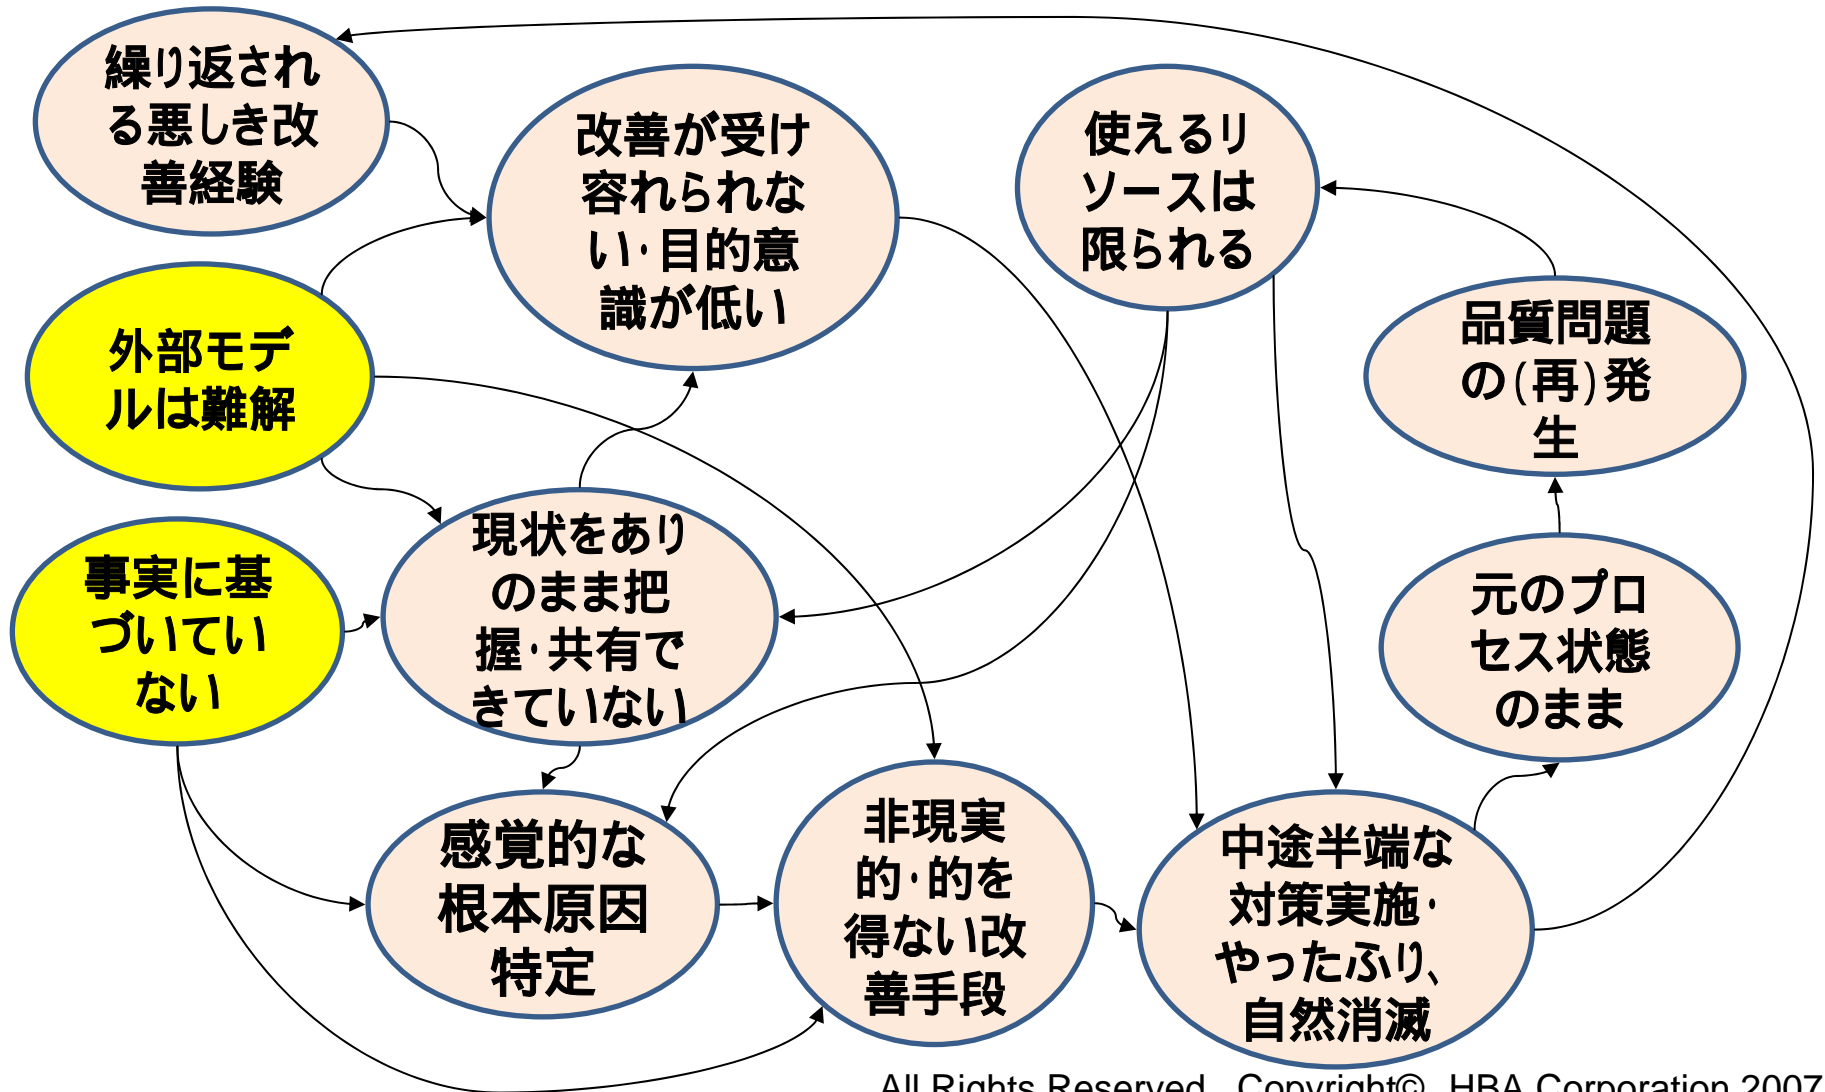 繰り返され
る悪しき改
善経験
改善が受け
容れられな
い・目的意
識が低い
使えるリ
ソースは
限られる
外部モデ
ルは難解
品質問題
の(再)発
生
現状をあり
のまま把
握・共有で
きていない
事実に基
づいてい
ない
元のプロ
セス状態
のまま
感覚的な
根本原因
特定
非現実
的・的を
得ない改
善手段
中途半端な
対策実施・
やったふり、
自然消滅
All Rights Reserved, Copyright© HBA Corporation 2007